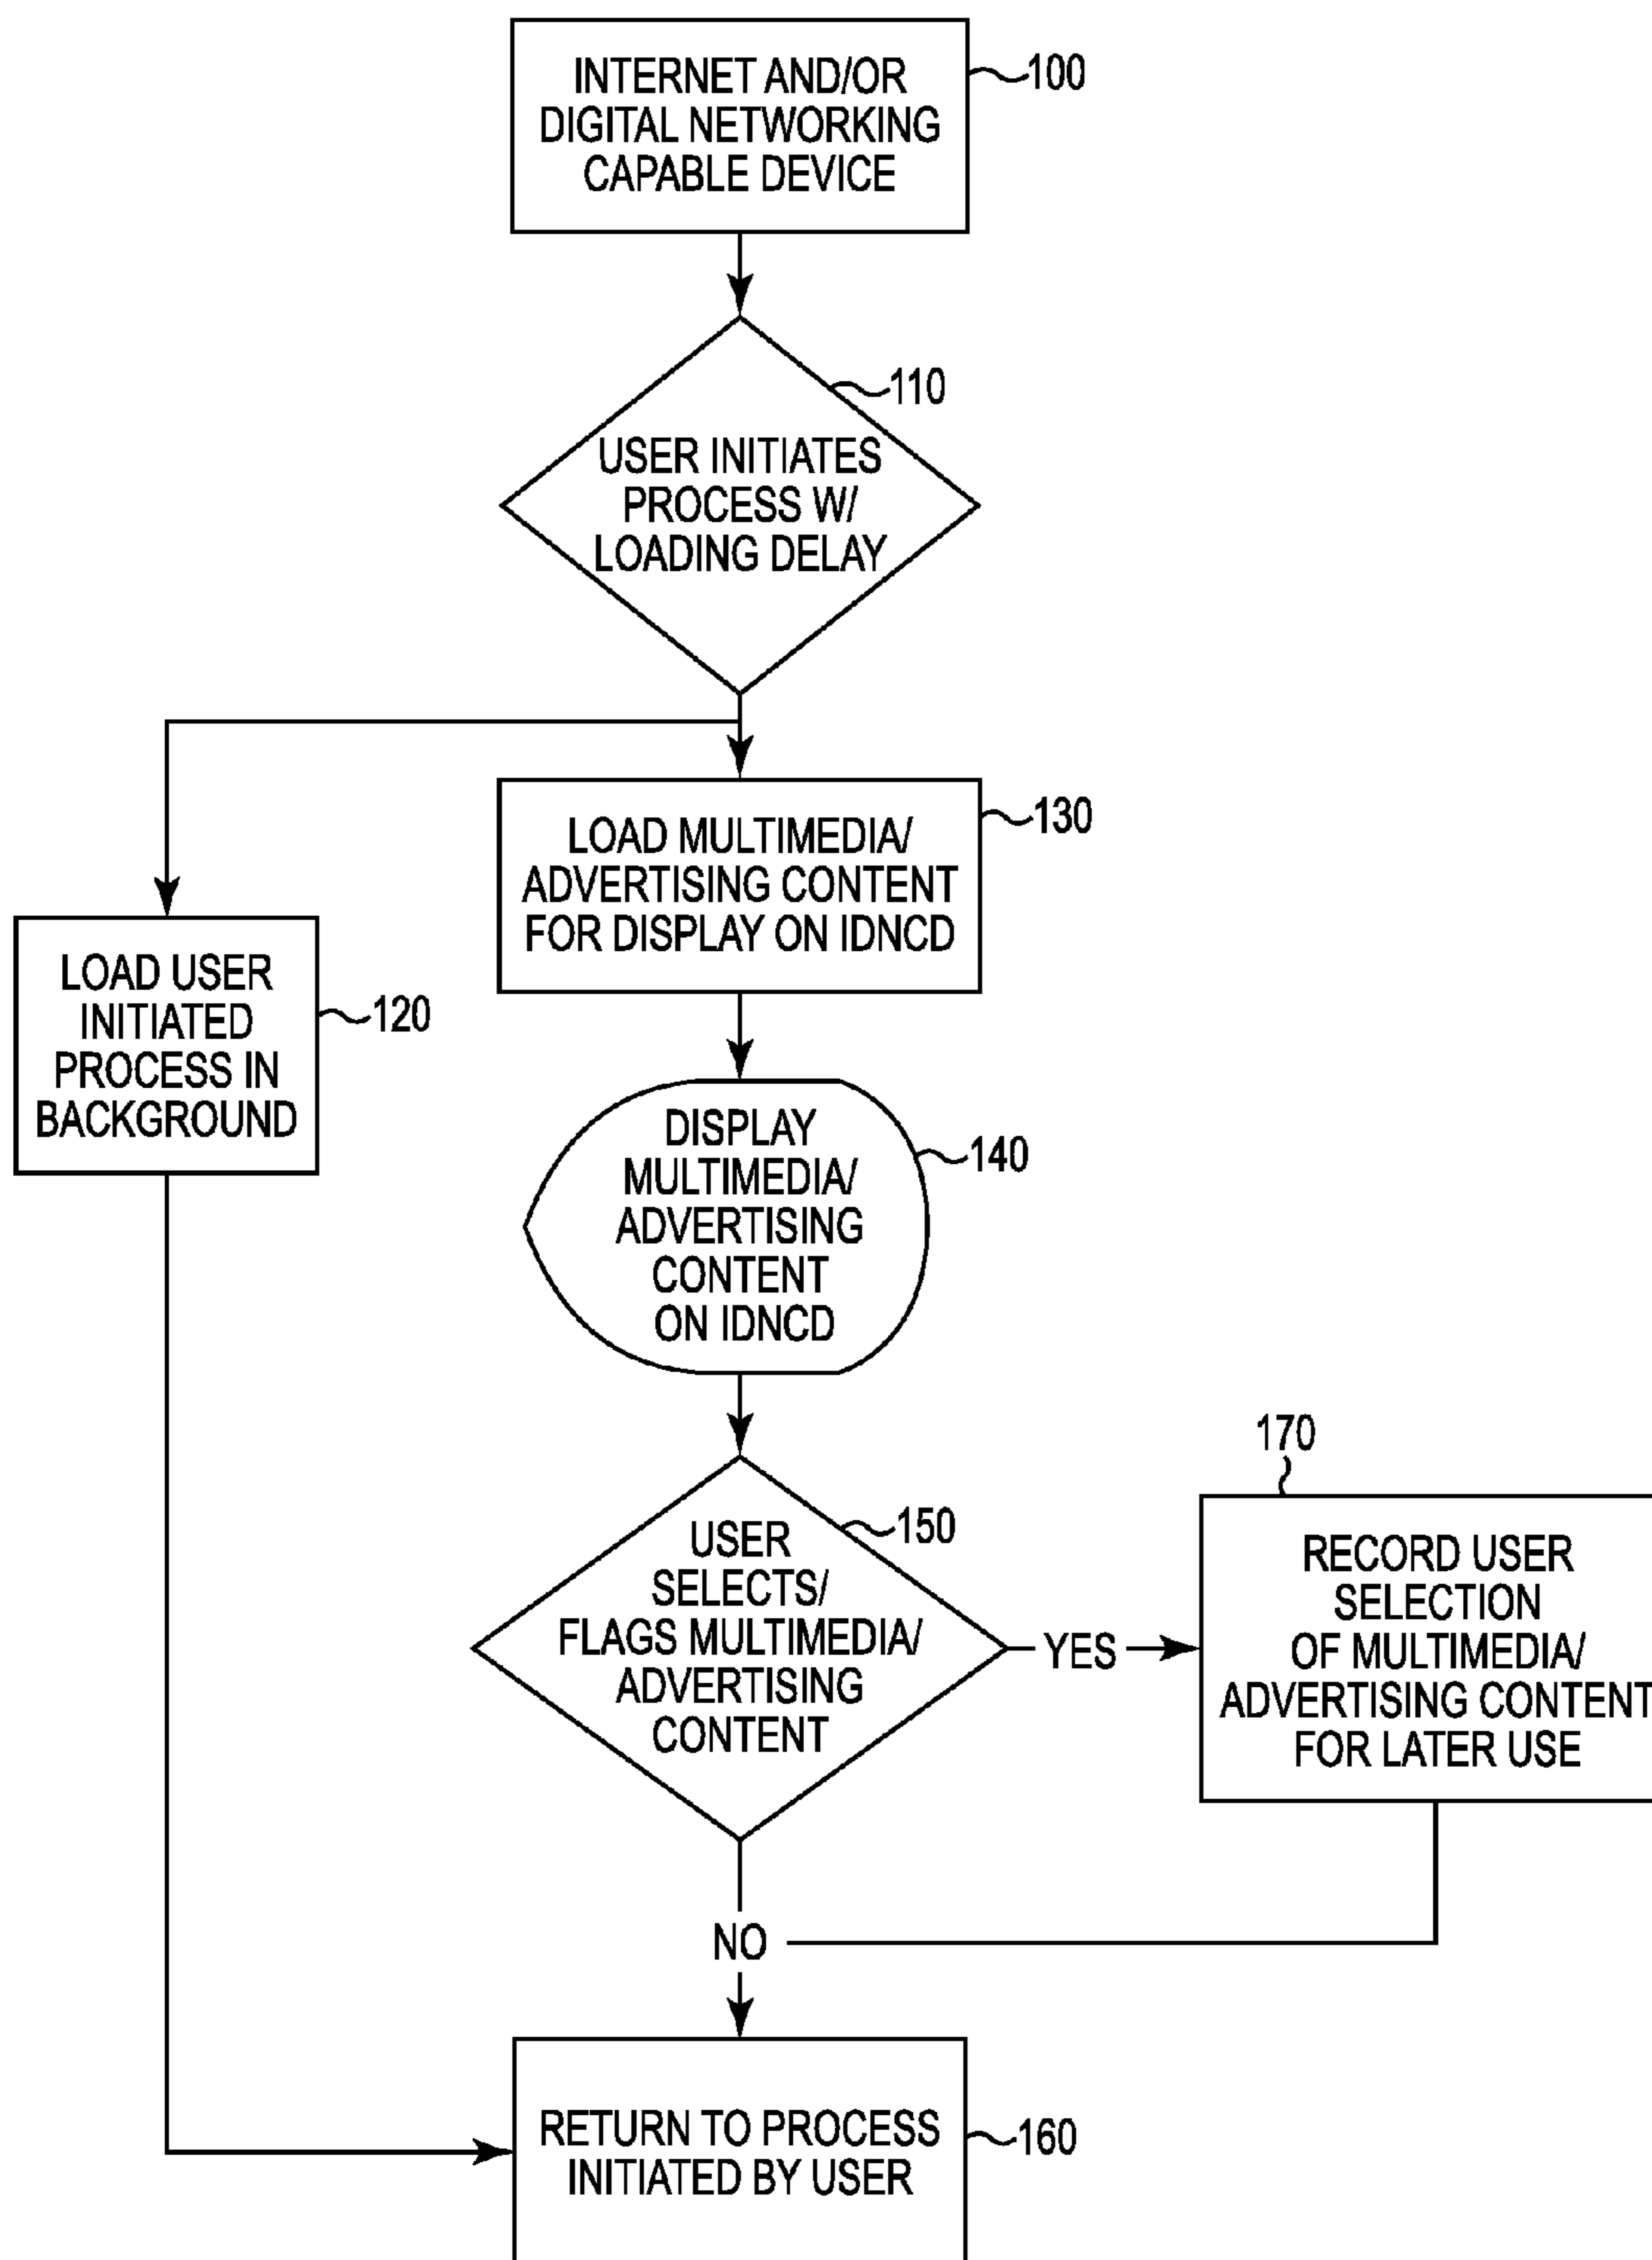 INTERNET AND/OR
DIGITAL NETWORKING
CAPABLE DEVICE
100
110
USER INITIATES
PROCESS W/
LOADING DELAY
130
LOAD MULTIMEDIA/
ADVERTISING CONTENT
FOR DISPLAY ON IDNCD
LOAD USER
INITIATED
PROCESS IN
BACKGROUND
120
DISPLAY
MULTIMEDIA/
ADVERTISING
CONTENT
ON IDNCD
140
150
USER
SELECTS/
FLAGS MULTIMEDIA/
ADVERTISING
CONTENT
YES
170
RECORD USER
SELECTION
OF MULTIMEDIA/
ADVERTISING CONTENT
FOR LATER USE
NO
RETURN TO PROCESS
INITIATED BY USER
160